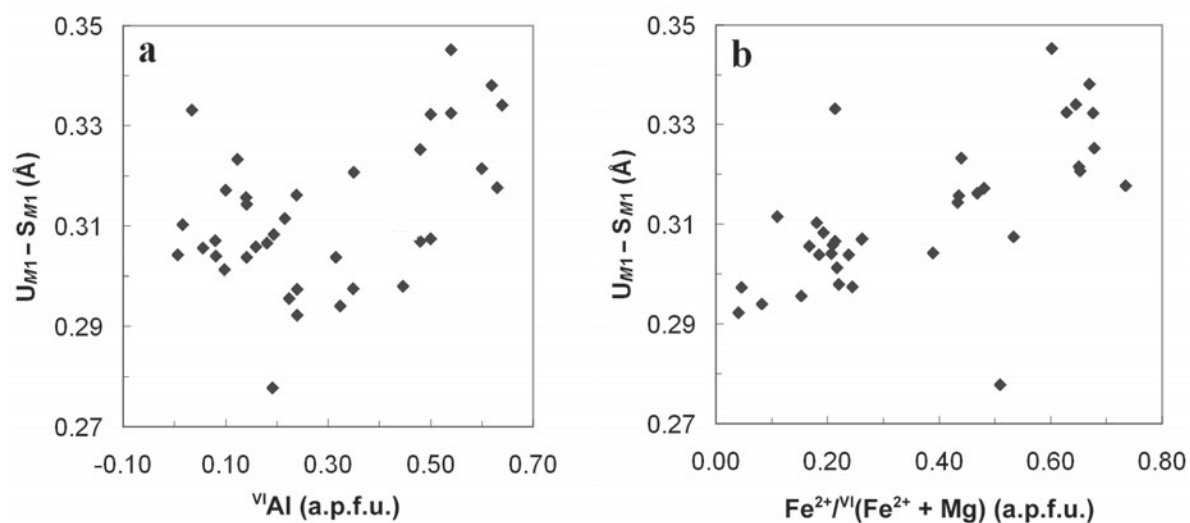 a
0.35
0.33
0.31
0.29
0.27
U_M1 – S_M1 (Å)
-0.10 0.10 0.30 0.50 0.70
ⱽᴵAl (a.p.f.u.)
b
0.35
0.33
0.31
0.29
0.27
U_M1 – S_M1 (Å)
0.00 0.20 0.40 0.60 0.80
Fe²⁺/ⱽᴵ(Fe²⁺ + Mg) (a.p.f.u.)